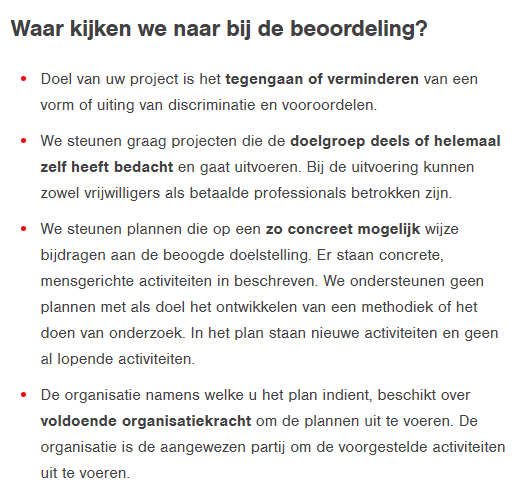 Waar kijken we naar bij de beoordeling?
Doel van uw project is het tegengaan of verminderen van een
vorm of uiting van discriminatie en vooroordelen.
We steunen graag projecten die de doelgroep deels of helemaal
zelf heeft bedacht en gaat uitvoeren. Bij de uitvoering kunnen
zowel vrijwilligers als betaalde professionals betrokken zijn.
We steunen plannen die op een zo concreet mogelijk wijze
bijdragen aan de beoogde doelstelling. Er staan concrete,
mensgerichte activiteiten in beschreven. We ondersteunen geen
plannen met als doel het ontwikkelen van een methodiek of het
doen van onderzoek. In het plan staan nieuwe activiteiten en geen
al lopende activiteiten.
De organisatie namens welke u het plan indient, beschikt over
voldoende organisatiekracht om de plannen uit te voeren. De
organisatie is de aangewezen partij om de voorgestelde activiteiten
uit te voeren.